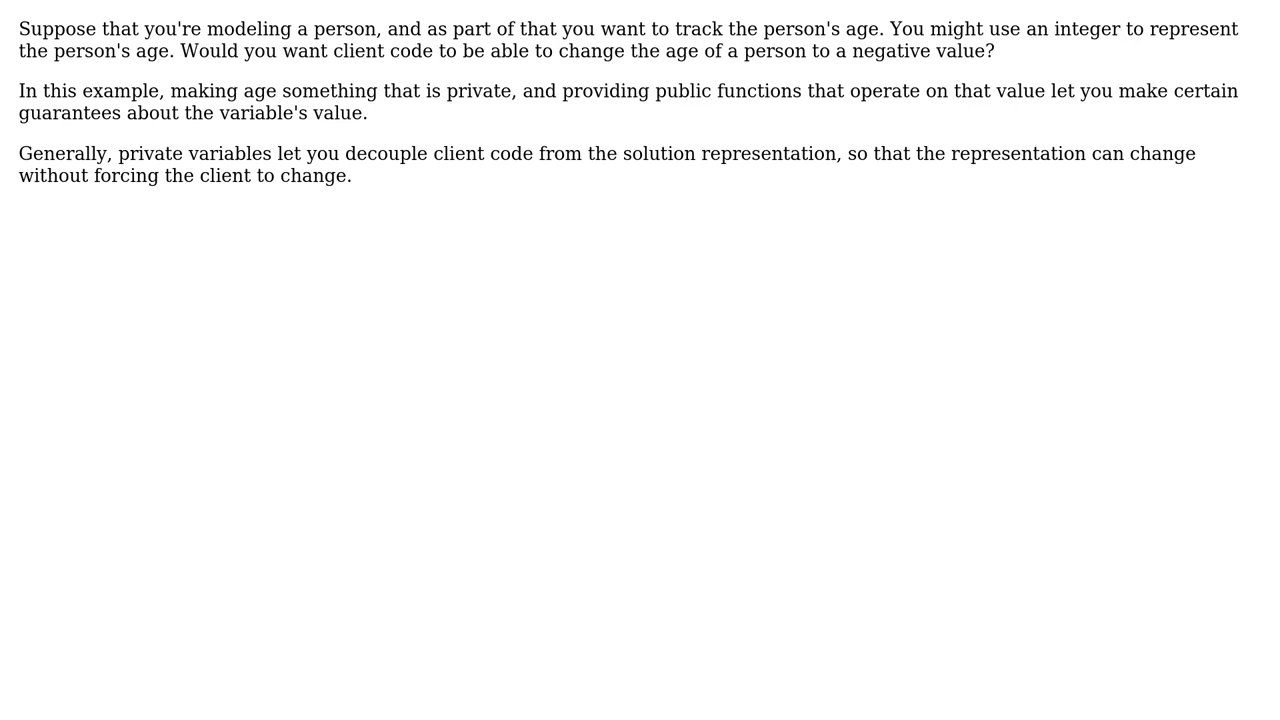 Suppose that you're modeling a person, and as part of that you want to track the person's age. You might use an integer to represent
the person's age. Would you want client code to be able to change the age of a person to a negative value?
In this example, making age something that is private, and providing public functions that operate on that value let you make certain
guarantees about the variable's value.
Generally, private variables let you decouple client code from the solution representation, so that the representation can change
without forcing the client to change.